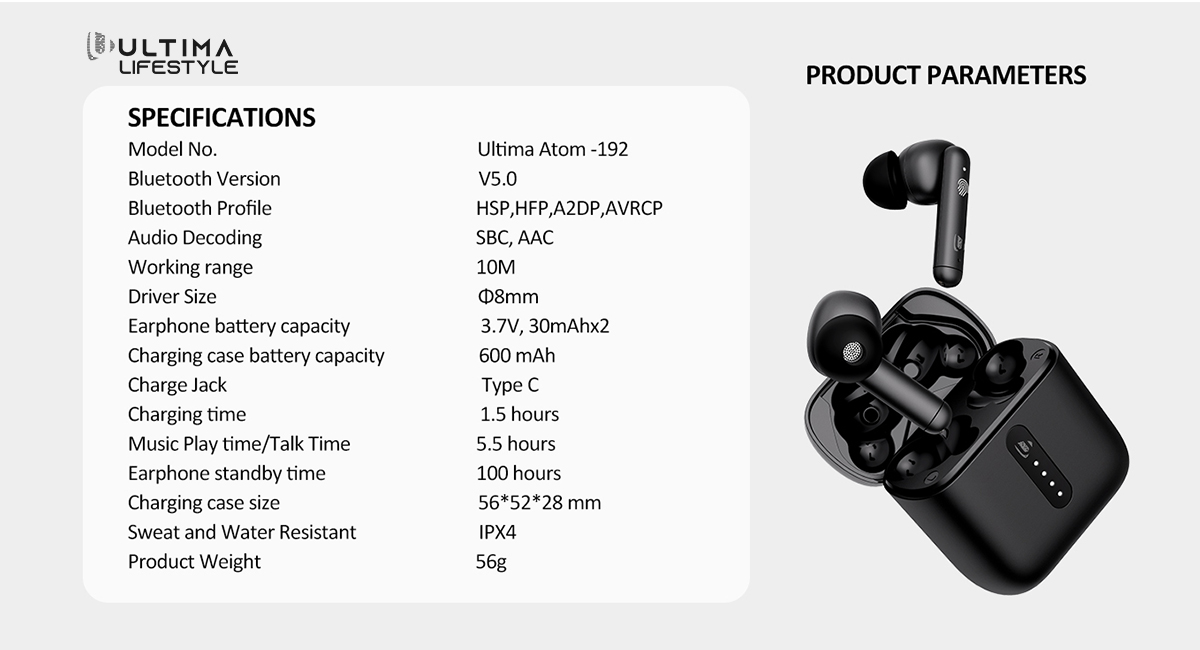 ULTIMA
LIFESTYLE
PRODUCT PARAMETERS
SPECIFICATIONS
Model No. Ultima Atom -192
Bluetooth Version V5.0
Bluetooth Profile HSP,HFP,A2DP,AVRCP
Audio Decoding SBC, AAC
Working range 10M
Driver Size Φ8mm
Earphone battery capacity 3.7V, 30mAhx2
Charging case battery capacity 600 mAh
Charge Jack Type C
Charging time 1.5 hours
Music Play time/Talk Time 5.5 hours
Earphone standby time 100 hours
Charging case size 56*52*28 mm
Sweat and Water Resistant IPX4
Product Weight 56g